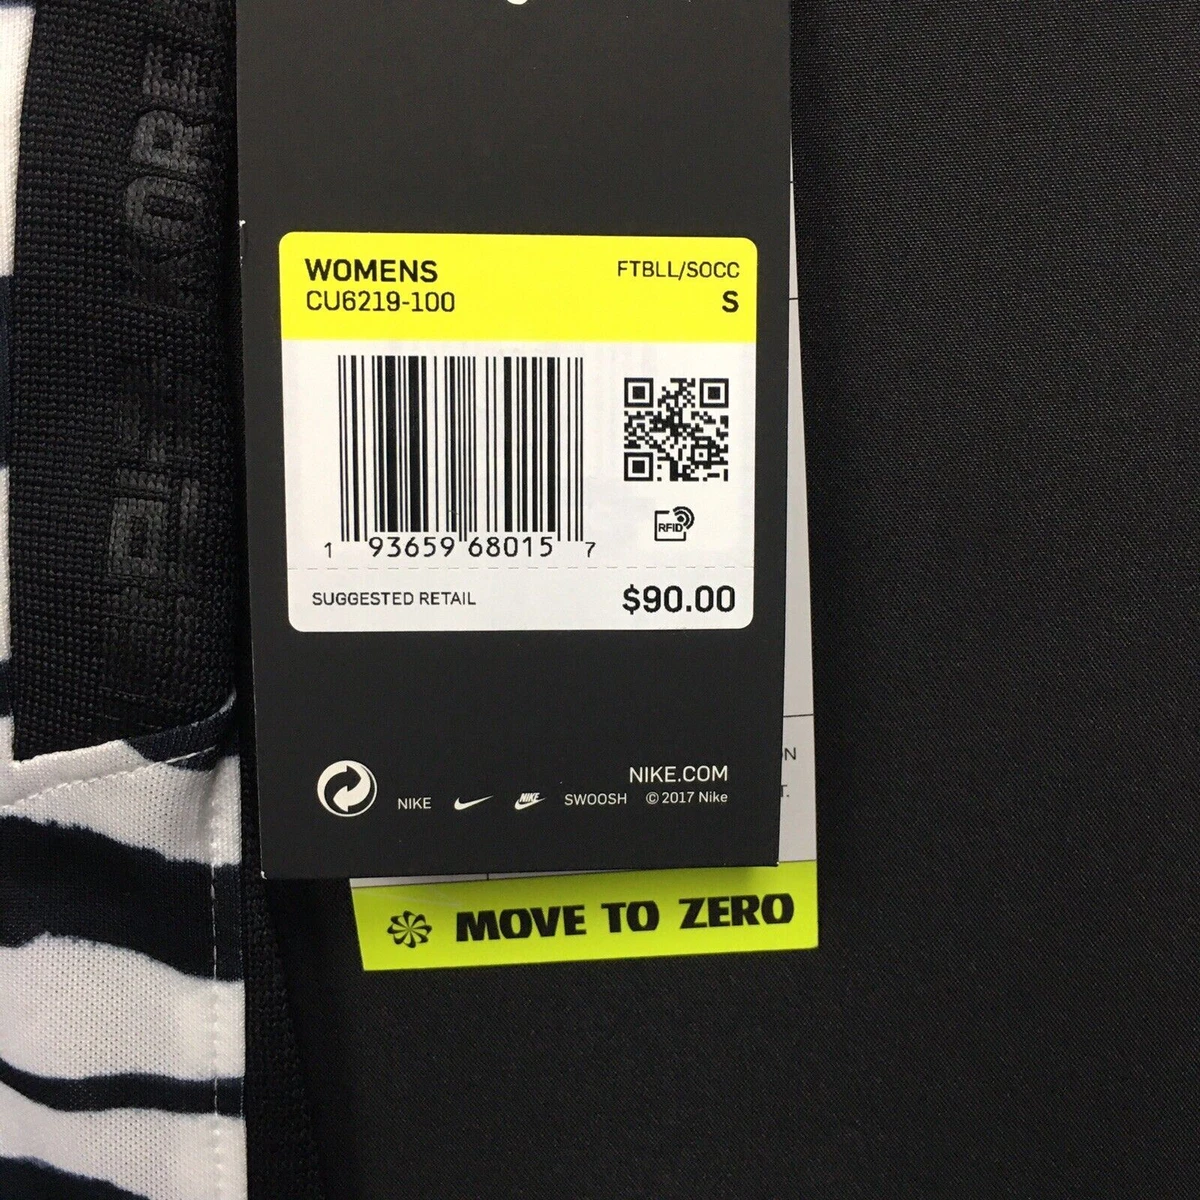 WOMENS
FTBLL/SOCC
CU6219-100
S
1 93659 68015 7
RFID
SUGGESTED RETAIL
$90.00
NIKE.COM
NIKE NIKE SWOOSH © 2017 Nike
MOVE TO ZERO